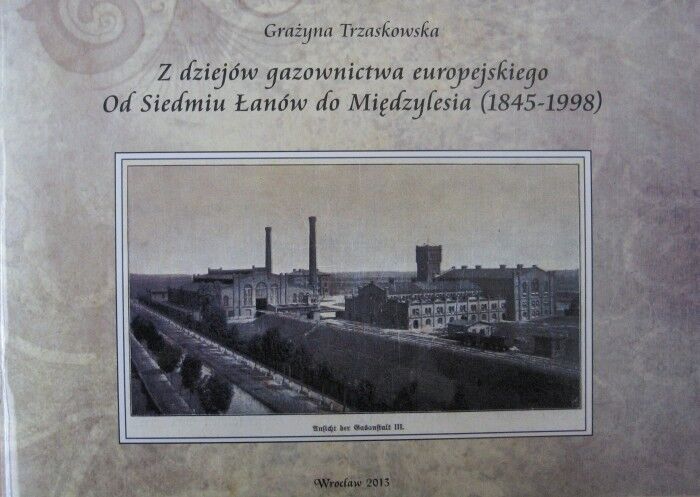 Grażyna Trzaskowska
Z dziejów gazownictwa europejskiego
Od Siedmiu Łanów do Międzylesia (1845-1998)
Ansicht der Gasanstalt III.
Wrocław 2013